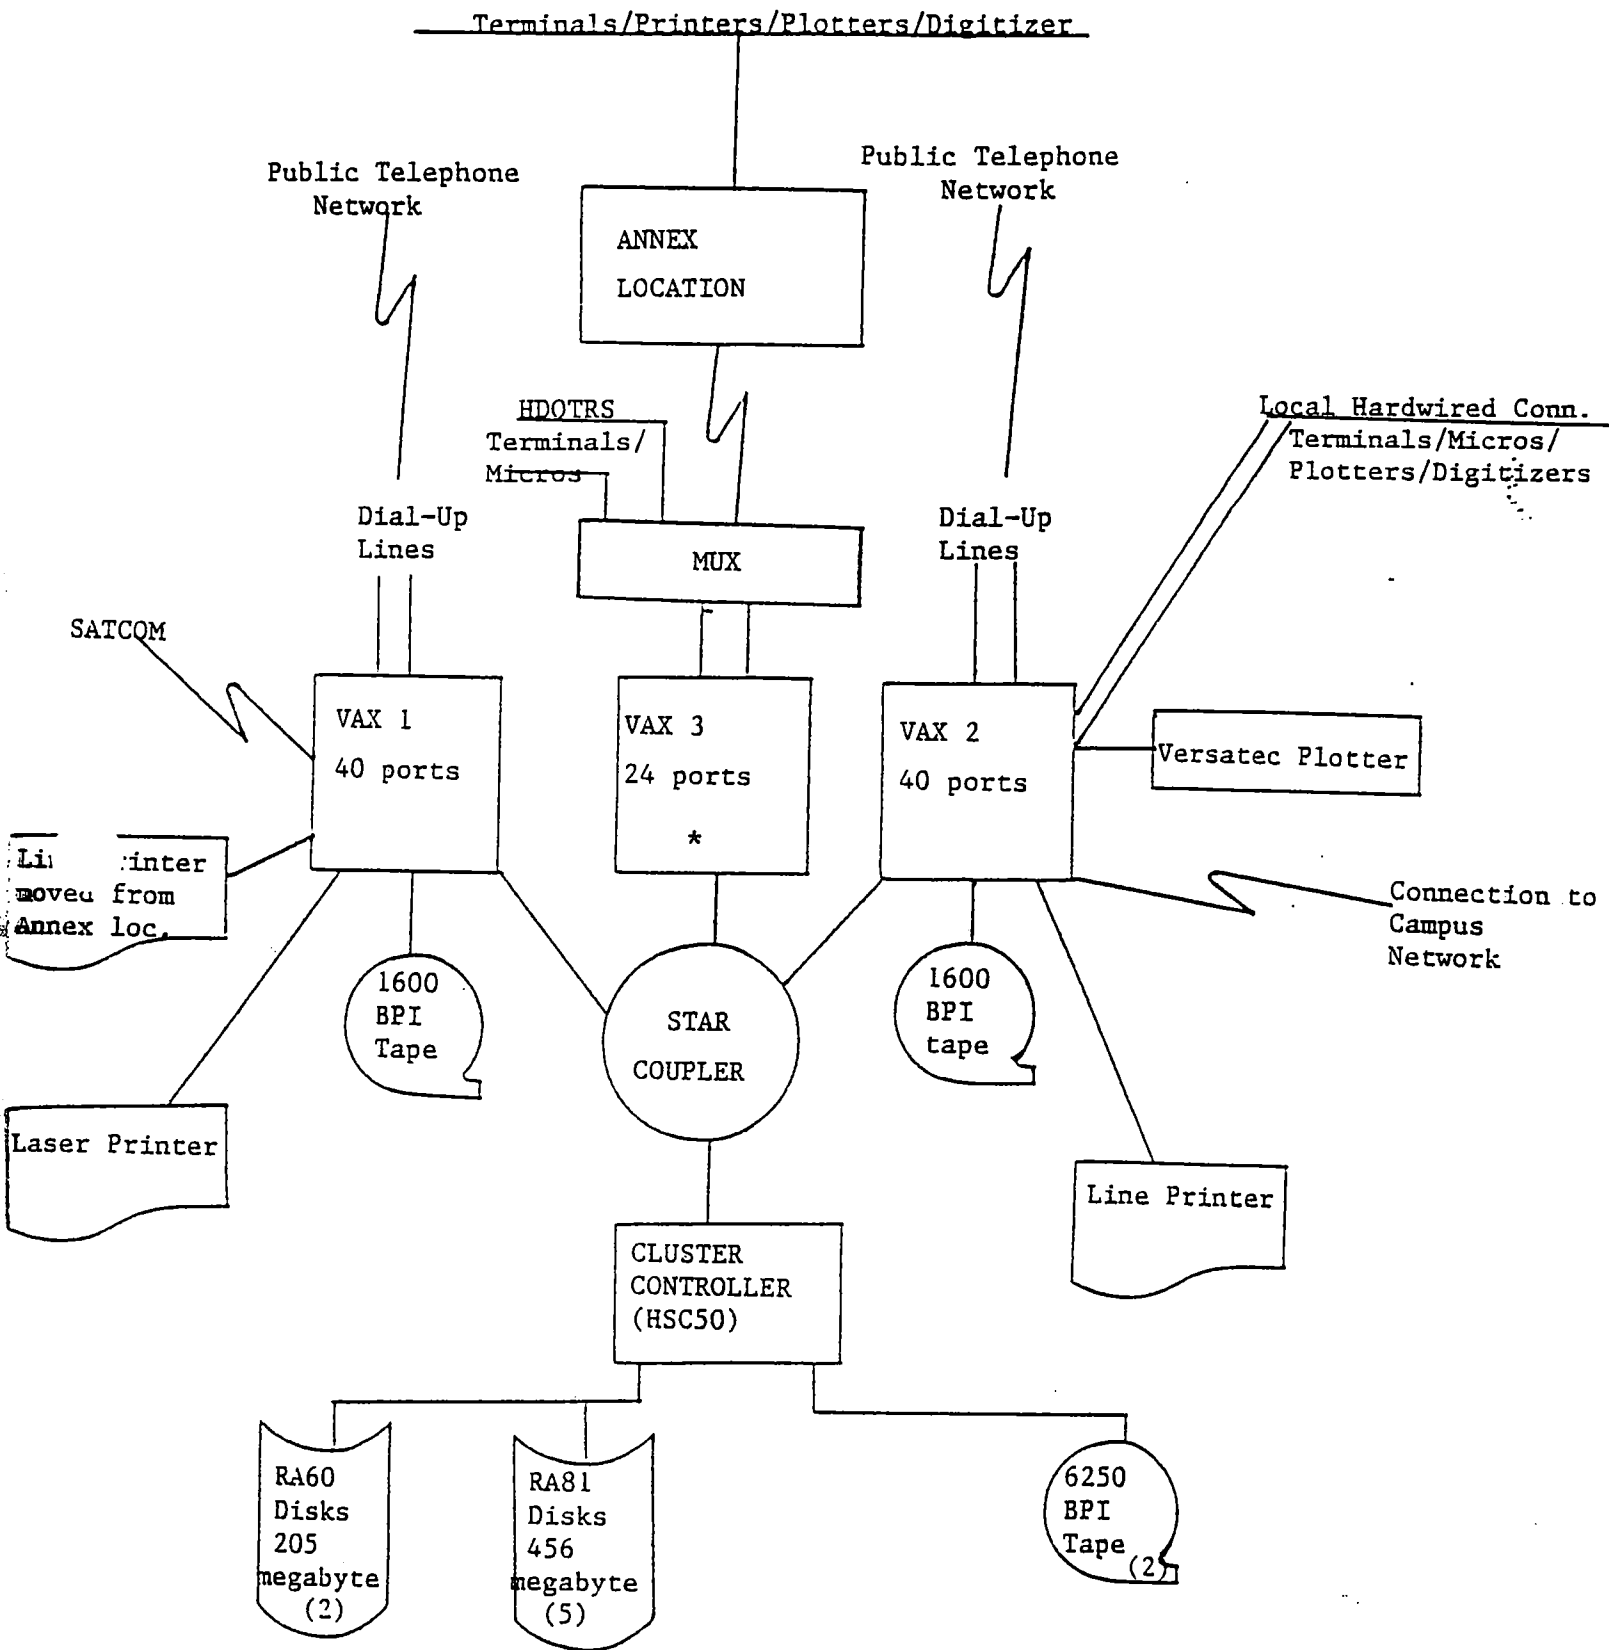 Terminals/Printers/Plotters/Digitizer
Public Telephone
Network
Public Telephone
Network
ANNEX
LOCATION
HDOTRS
Terminals/
Micros
Local Hardwired Conn.
Terminals/Micros/
Plotters/Digitizers
Dial-Up
Lines
MUX
Dial-Up
Lines
SATCOM
VAX 1
40 ports
VAX 3
24 ports
*
VAX 2
40 ports
Versatec Plotter
moved from
Annex loc.
Connection to
Campus
Network
1600
BPI
Tape
STAR
COUPLER
1600
BPI
tape
Laser Printer
Line Printer
CLUSTER
CONTROLLER
(HSC50)
RA60
Disks
205
megabyte
(2)
RA81
Disks
456
megabyte
(5)
6250
BPI
Tape
(2)